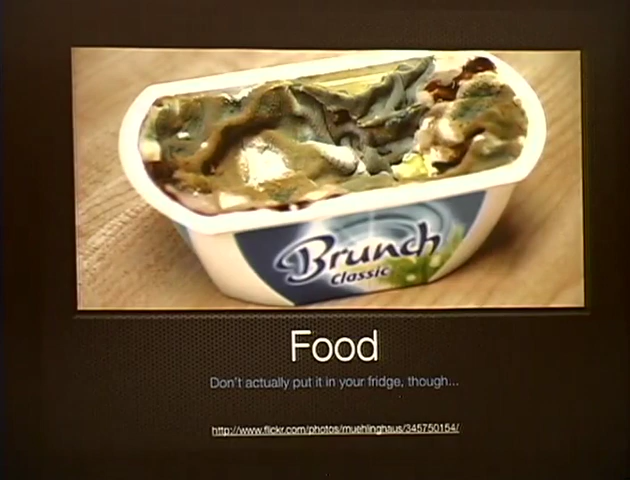 Brunch
Classic
Food
Don't actually put it in your fridge, though...
http://www.flickr.com/photos/muehlinghaus/345750154/